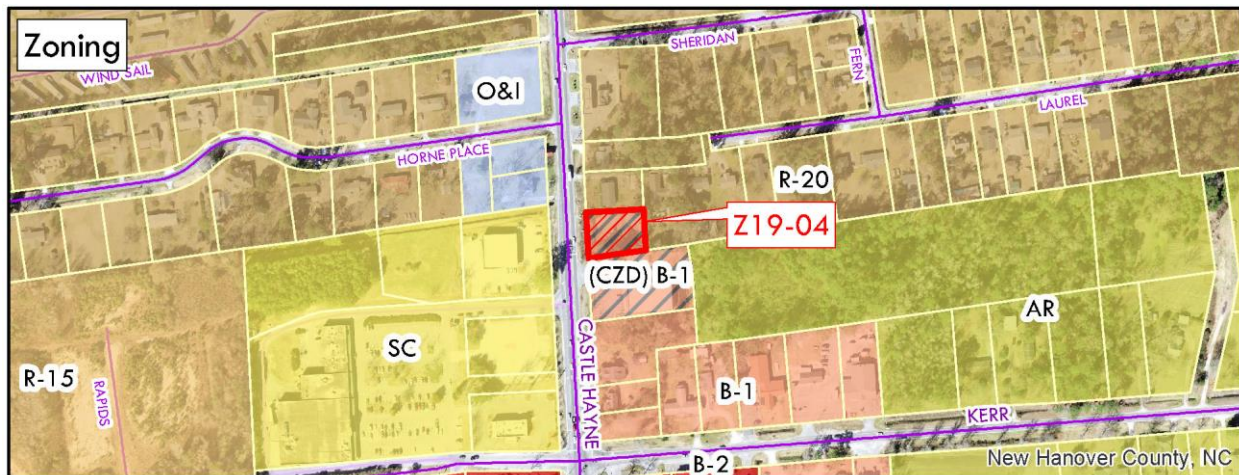 Zoning
WIND SAIL
SHERIDAN
FERN
O&I
LAUREL
HORNE PLACE
R-20
Z19-04
(CZD) B-1
AR
CASTLE HAYNE
SC
R-15
RAPIDS
B-1
KERR
B-2
New Hanover County, NC